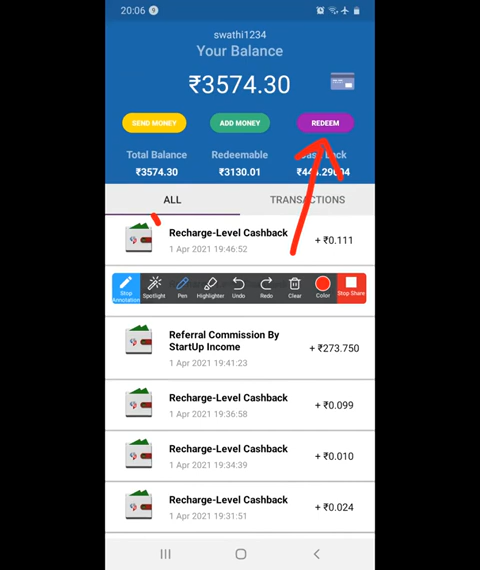 20:06
swathi1234
Your Balance
₹3574.30
SEND MONEY ADD MONEY REDEEM
Total Balance Redeemable
₹3574.30 ₹3130.01
ALL TRANSACTIONS
Recharge-Level Cashback
+ ₹0.111
1 Apr 2021 19:46:52
Stop Annotation Spotlight Pen Highlighter Undo Redo Clear Color Stop Share
Referral Commission By
StartUp Income
+ ₹273.750
1 Apr 2021 19:41:23
Recharge-Level Cashback
+ ₹0.099
1 Apr 2021 19:36:58
Recharge-Level Cashback
+ ₹0.010
1 Apr 2021 19:34:39
Recharge-Level Cashback
+ ₹0.024
1 Apr 2021 19:31:51